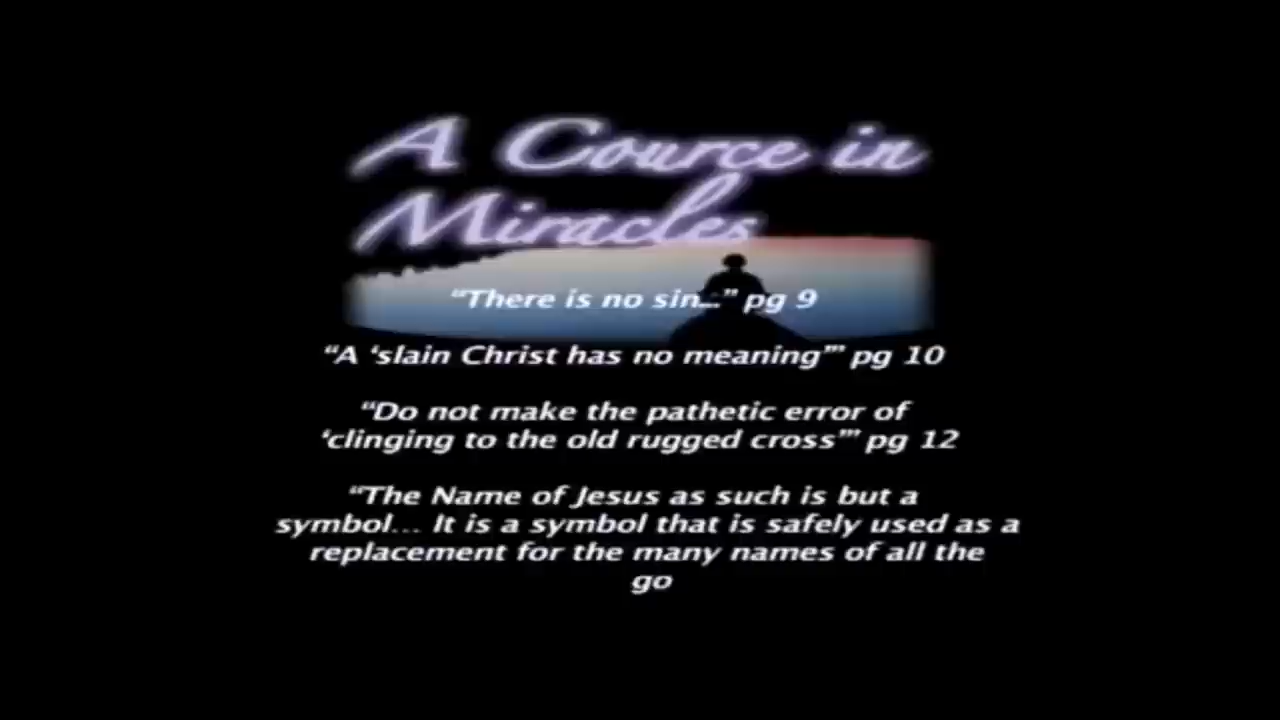 A Cource in
Miracles
“There is no sin...” pg 9
“A ‘slain Christ has no meaning’” pg 10
“Do not make the pathetic error of
‘clinging to the old rugged cross’” pg 12
“The Name of Jesus as such is but a
symbol... It is a symbol that is safely used as a
replacement for the many names of all the
go